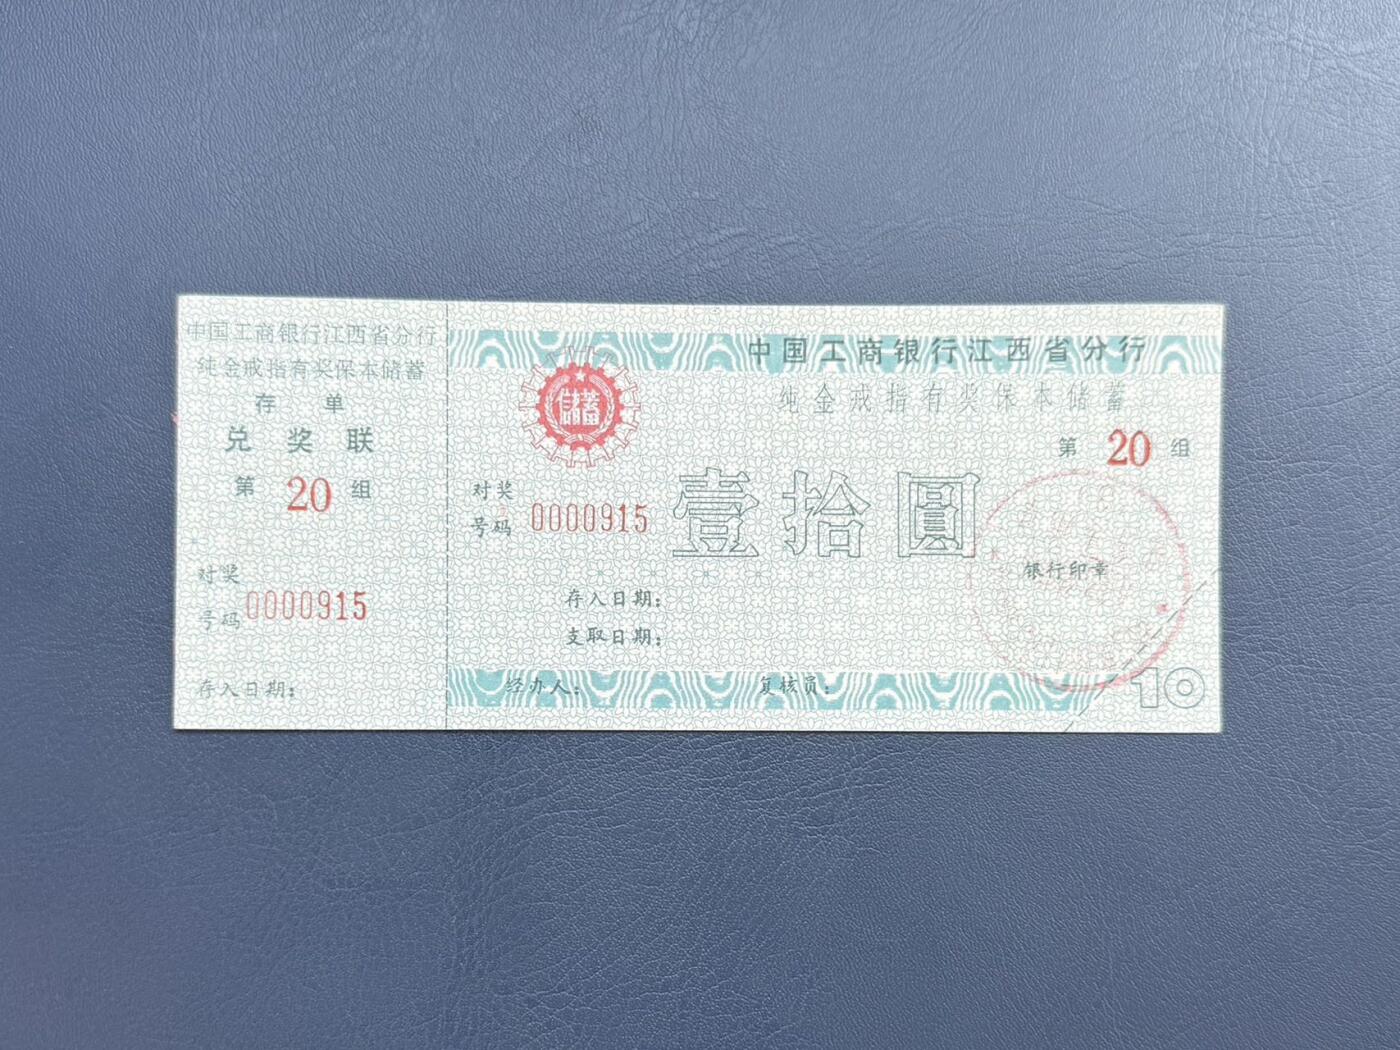 中国工商银行江西省分行
纯金戒指有奖保本储蓄
存单
兑奖联
第 20 组
对奖
号码 0000915
存入日期：
中国工商银行江西省分行
纯金戒指有奖保本储蓄
第 20 组
儲蓄
对奖
号码 0000915
壹拾圆
银行印章
存入日期：
支取日期：
经办人：
复核员：
10